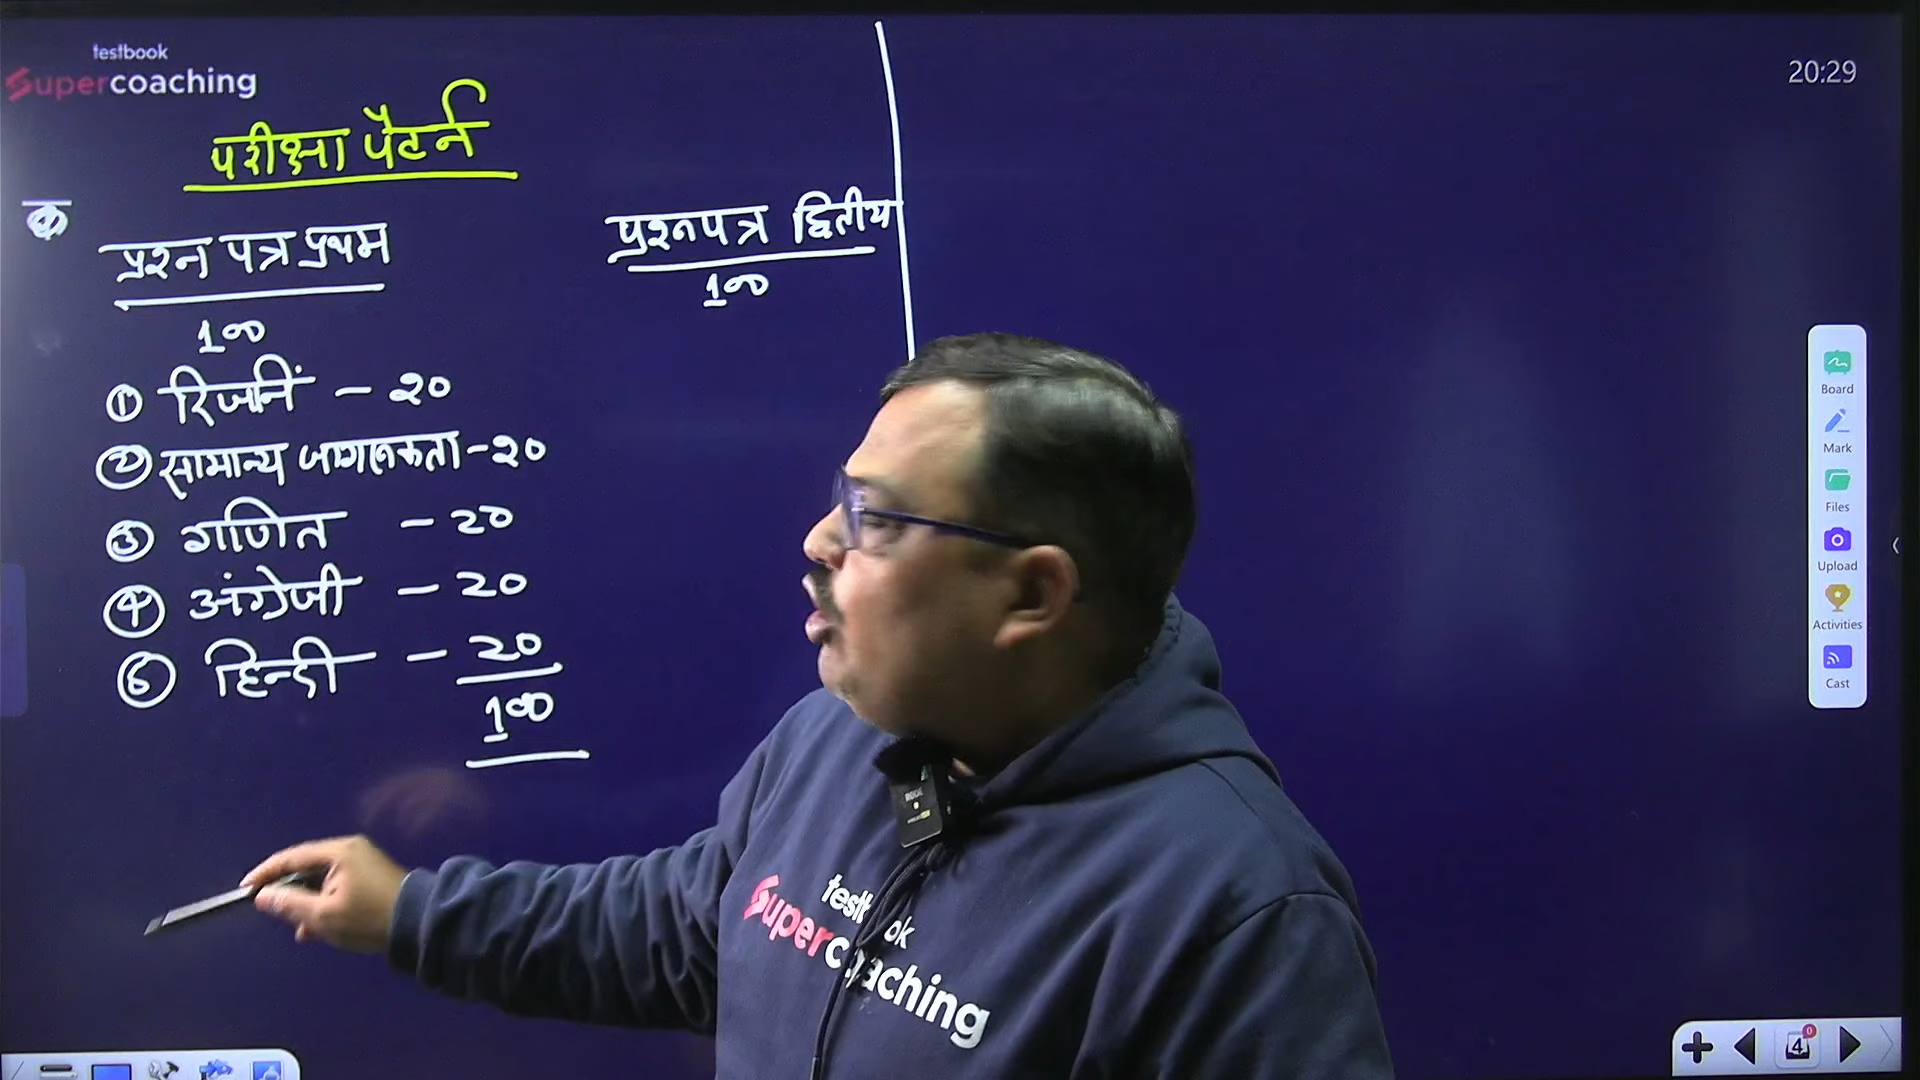 testbook
Supercoaching
20:29
परीक्षा पैटर्न
प्रश्न पत्र प्रथम
100
प्रश्नपत्र द्वितीय
100
① रिजनिं - 20
② सामान्य जागरूकता - 20
③ गणित - 20
④ अंग्रेजी - 20
⑤ हिन्दी - 20
100
Board
Mark
Files
Upload
Activities
Cast
testbook
Supercoaching
4
0